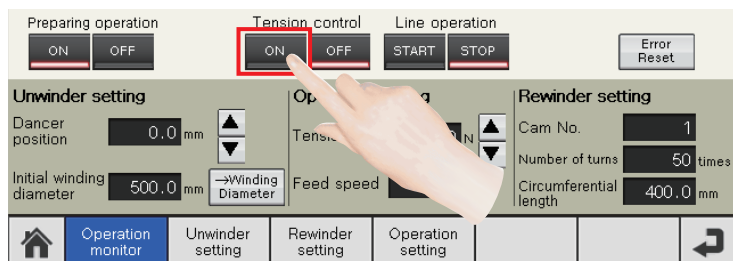 Preparing operation
Tension control
Line operation
ON
OFF
ON
OFF
START
STOP
Error
Reset
Unwinder setting
Dancer
position
0.0 mm
Initial winding
diameter
500.0 mm
→Winding
Diameter
N
Feed speed
Rewinder setting
Cam No.
1
Number of turns
50 times
Circumferential
length
400.0 mm
Operation
monitor
Unwinder
setting
Rewinder
setting
Operation
setting